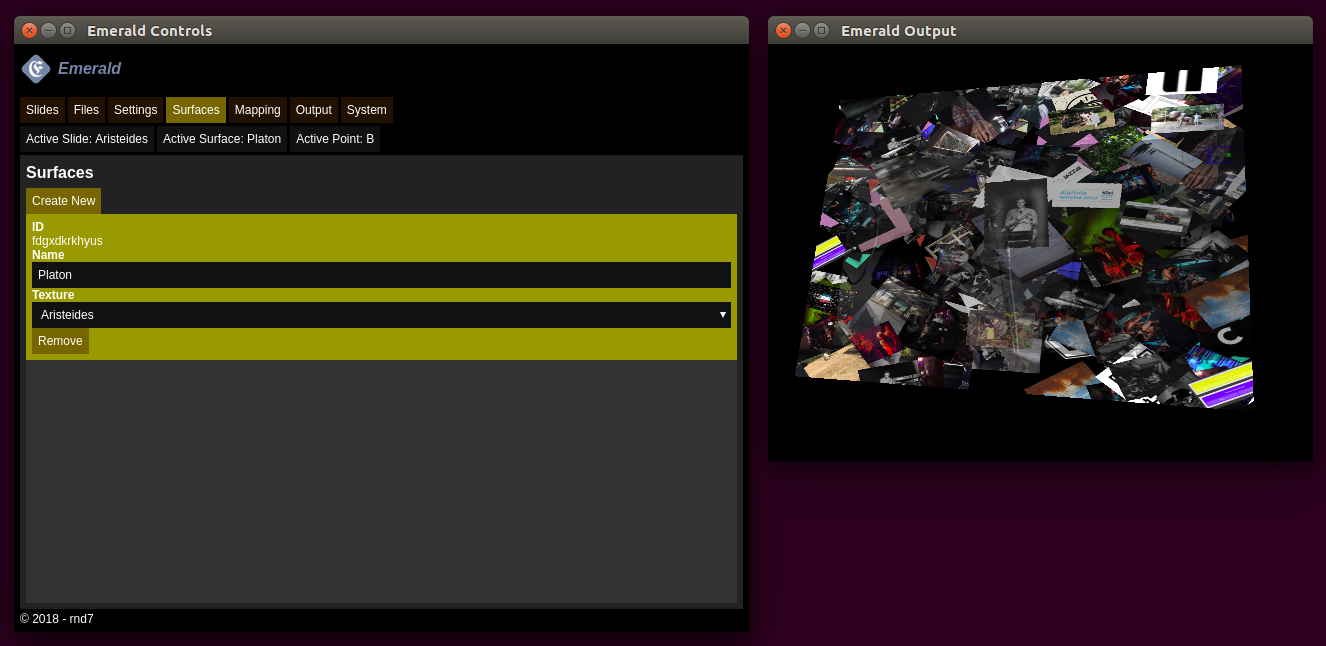 Emerald Controls
Emerald
Slides Files Settings Surfaces Mapping Output System
Active Slide: Aristeides Active Surface: Platon Active Point: B
Surfaces
Create New
ID
fdgxdkrkhyus
Name
Platon
Texture
Aristeides
Remove
© 2018 - rnd7
Emerald Output